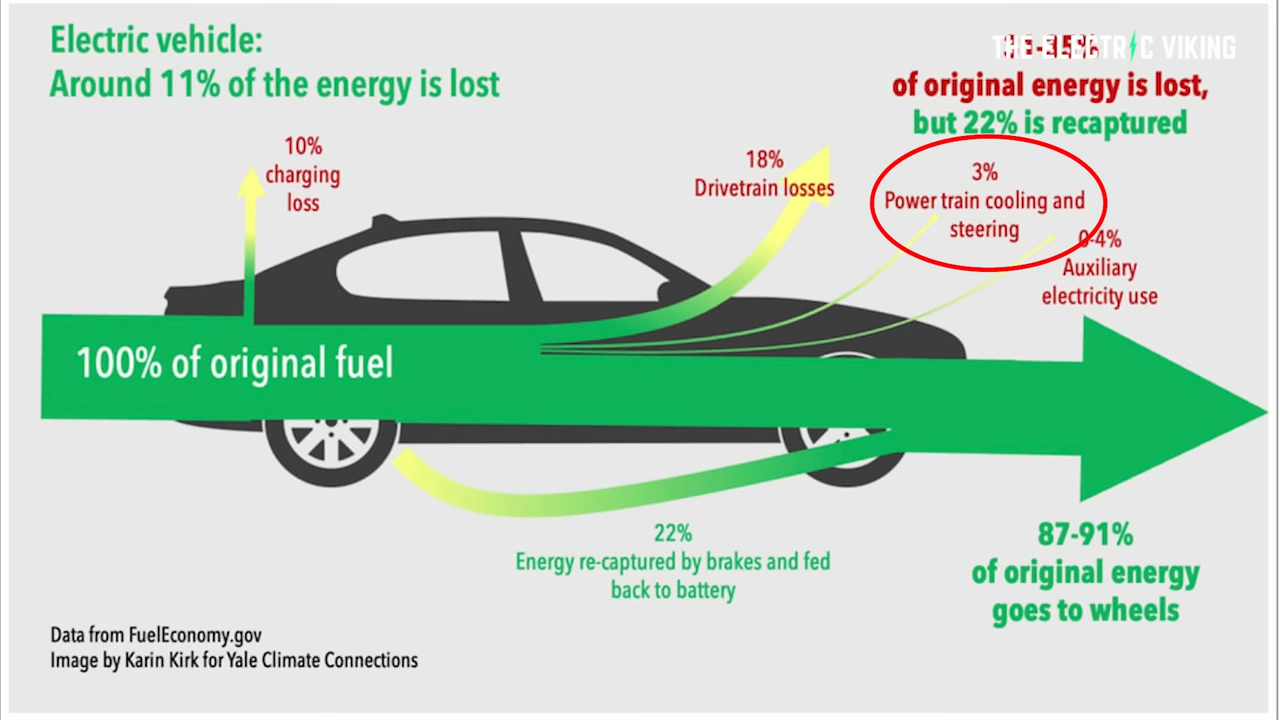 Electric vehicle:
Around 11% of the energy is lost
THE ELECTRIC VIKING
of original energy is lost,
but 22% is recaptured
10%
charging
loss
18%
Drivetrain losses
3%
Power train cooling and
steering
0-4%
Auxiliary
electricity use
100% of original fuel
22%
Energy re-captured by brakes and fed
back to battery
87-91%
of original energy
goes to wheels
Data from FuelEconomy.gov
Image by Karin Kirk for Yale Climate Connections